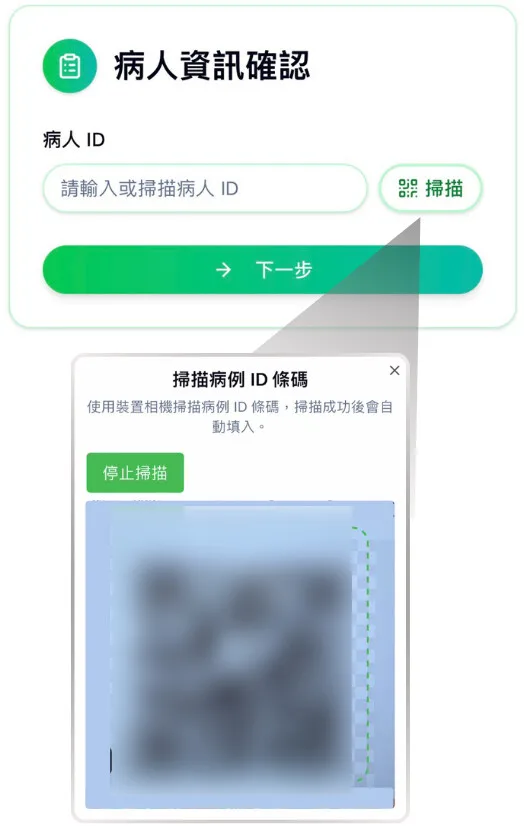 病人資訊確認
病人 ID
請輸入或掃描病人 ID
掃描
下一步
掃描病例 ID 條碼
使用裝置相機掃描病例 ID 條碼，掃描成功後會自
動填入。
停止掃描